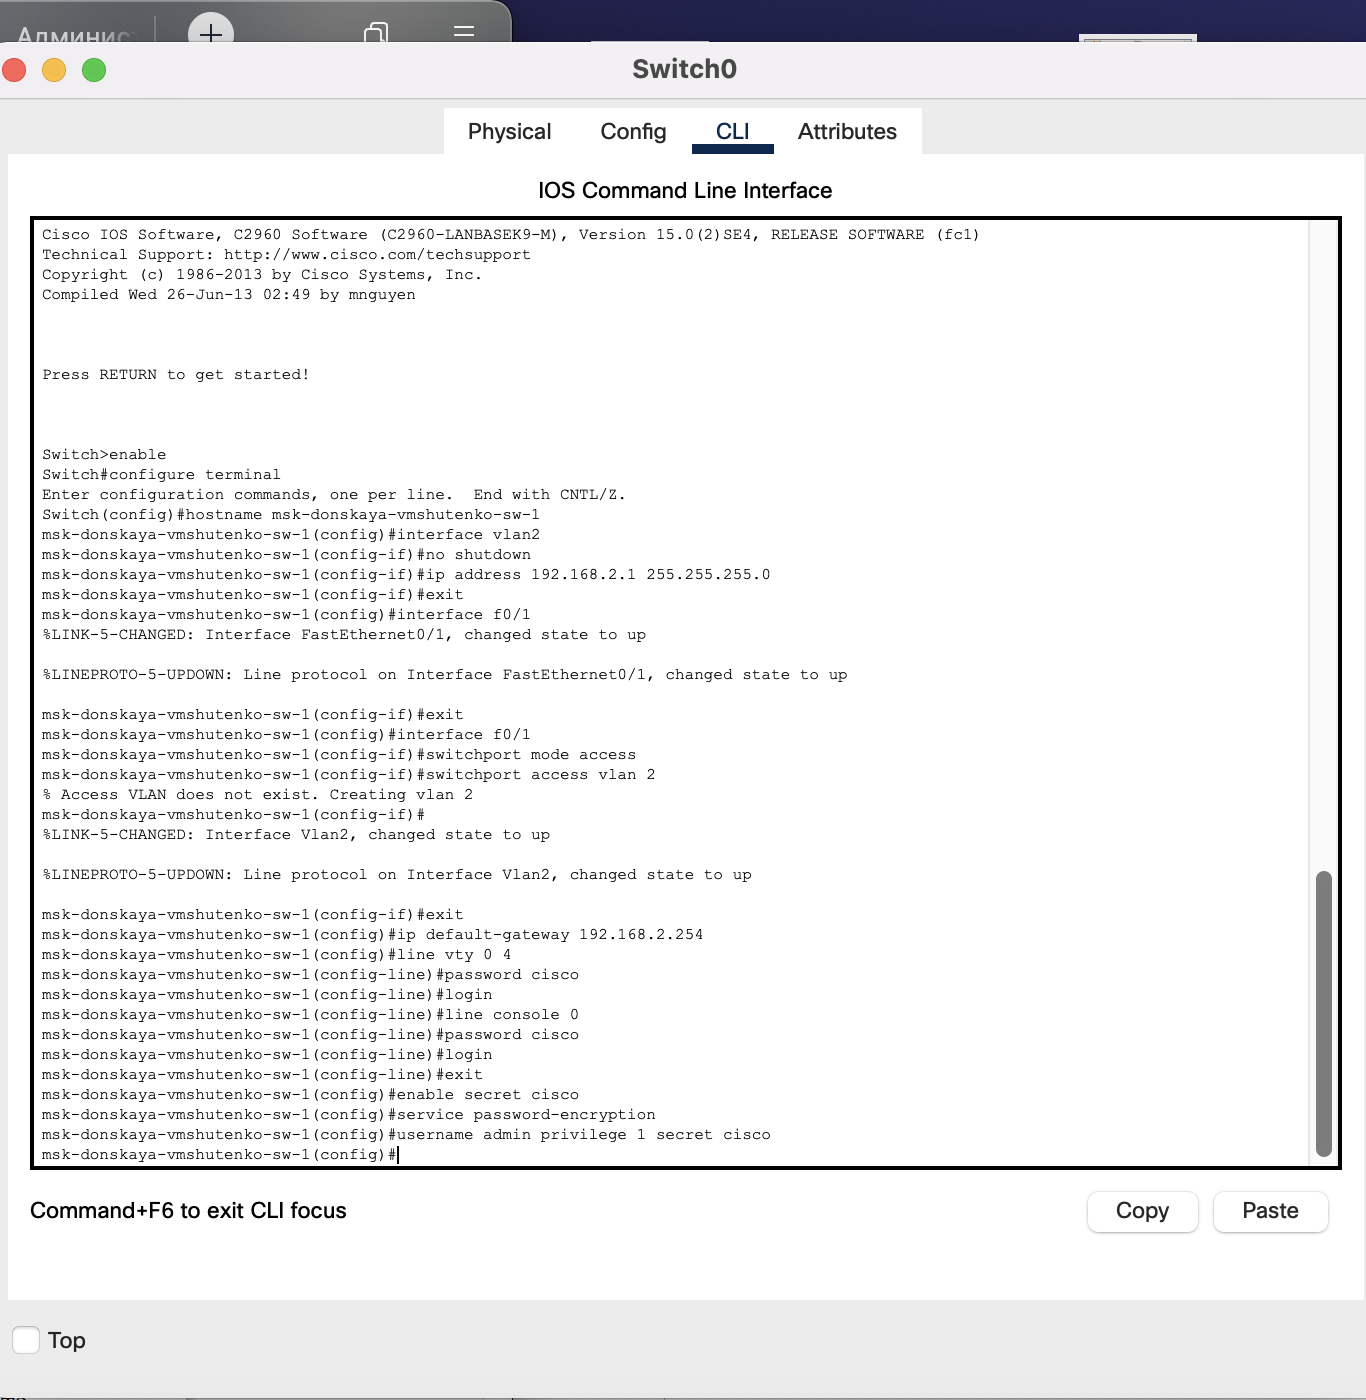 Switch0
Physical Config CLI Attributes
IOS Command Line Interface
Cisco IOS Software, C2960 Software (C2960-LANBASEK9-M), Version 15.0(2)SE4, RELEASE SOFTWARE (fc1)
Technical Support: http://www.cisco.com/techsupport
Copyright (c) 1986-2013 by Cisco Systems, Inc.
Compiled Wed 26-Jun-13 02:49 by mnguyen
Press RETURN to get started!
Switch>enable
Switch#configure terminal
Enter configuration commands, one per line.  End with CNTL/Z.
Switch(config)#hostname msk-donskaya-vmshutenko-sw-1
msk-donskaya-vmshutenko-sw-1(config)#interface vlan2
msk-donskaya-vmshutenko-sw-1(config-if)#no shutdown
msk-donskaya-vmshutenko-sw-1(config-if)#ip address 192.168.2.1 255.255.255.0
msk-donskaya-vmshutenko-sw-1(config-if)#exit
msk-donskaya-vmshutenko-sw-1(config)#interface f0/1
%LINK-5-CHANGED: Interface FastEthernet0/1, changed state to up
%LINEPROTO-5-UPDOWN: Line protocol on Interface FastEthernet0/1, changed state to up
msk-donskaya-vmshutenko-sw-1(config-if)#exit
msk-donskaya-vmshutenko-sw-1(config)#interface f0/1
msk-donskaya-vmshutenko-sw-1(config-if)#switchport mode access
msk-donskaya-vmshutenko-sw-1(config-if)#switchport access vlan 2
% Access VLAN does not exist. Creating vlan 2
msk-donskaya-vmshutenko-sw-1(config-if)#
%LINK-5-CHANGED: Interface Vlan2, changed state to up
%LINEPROTO-5-UPDOWN: Line protocol on Interface Vlan2, changed state to up
msk-donskaya-vmshutenko-sw-1(config-if)#exit
msk-donskaya-vmshutenko-sw-1(config)#ip default-gateway 192.168.2.254
msk-donskaya-vmshutenko-sw-1(config)#line vty 0 4
msk-donskaya-vmshutenko-sw-1(config-line)#password cisco
msk-donskaya-vmshutenko-sw-1(config-line)#login
msk-donskaya-vmshutenko-sw-1(config-line)#line console 0
msk-donskaya-vmshutenko-sw-1(config-line)#password cisco
msk-donskaya-vmshutenko-sw-1(config-line)#login
msk-donskaya-vmshutenko-sw-1(config-line)#exit
msk-donskaya-vmshutenko-sw-1(config)#enable secret cisco
msk-donskaya-vmshutenko-sw-1(config)#service password-encryption
msk-donskaya-vmshutenko-sw-1(config)#username admin privilege 1 secret cisco
msk-donskaya-vmshutenko-sw-1(config)#
Command+F6 to exit CLI focus
Copy Paste
Top